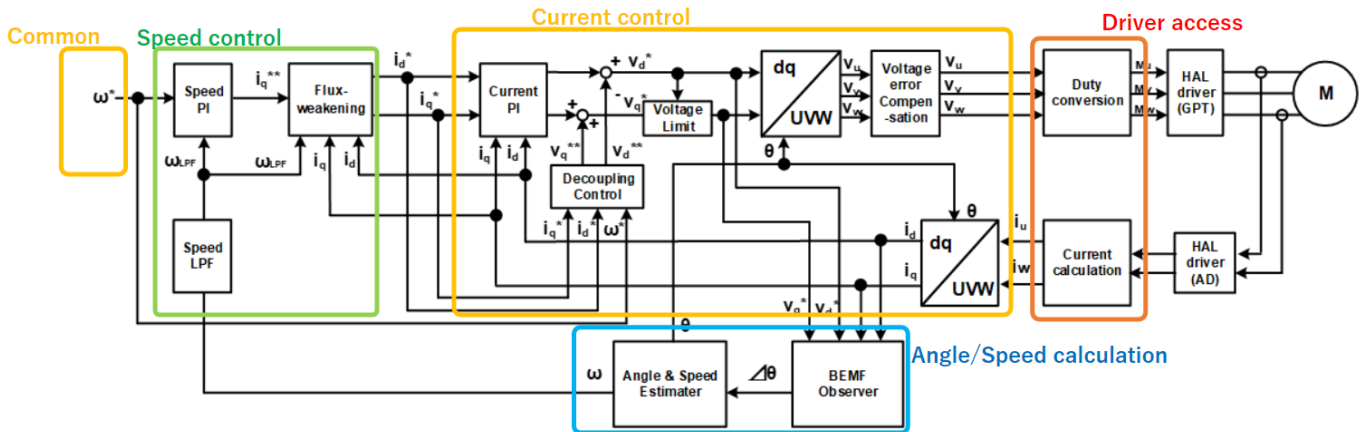 Common
Speed control
Current control
Driver access
ω*
iq**
Speed
PI
Flux-
weakening
id*
iq*
ωLPF
ωLPF
iq
id
Speed
LPF
Current
PI
iq
id
+
+
+
-
vd*
vq*
vq**
vd**
Decoupling
Control
iq*
id*
ω*
Voltage
Limit
dq
UVW
θ
Vu
Vv
Vw
Voltage
error
Compen
-sation
Vu
Vv
Vw
Duty
conversion
Mu
Mv
Mw
HAL
driver
(GPT)
M
θ
id
iq
dq
UVW
iu
iw
Current
calculation
HAL
driver
(AD)
θ
vq*
vd*
ω
Angle & Speed
Estimater
⊿θ
BEMF
Observer
Angle/Speed calculation